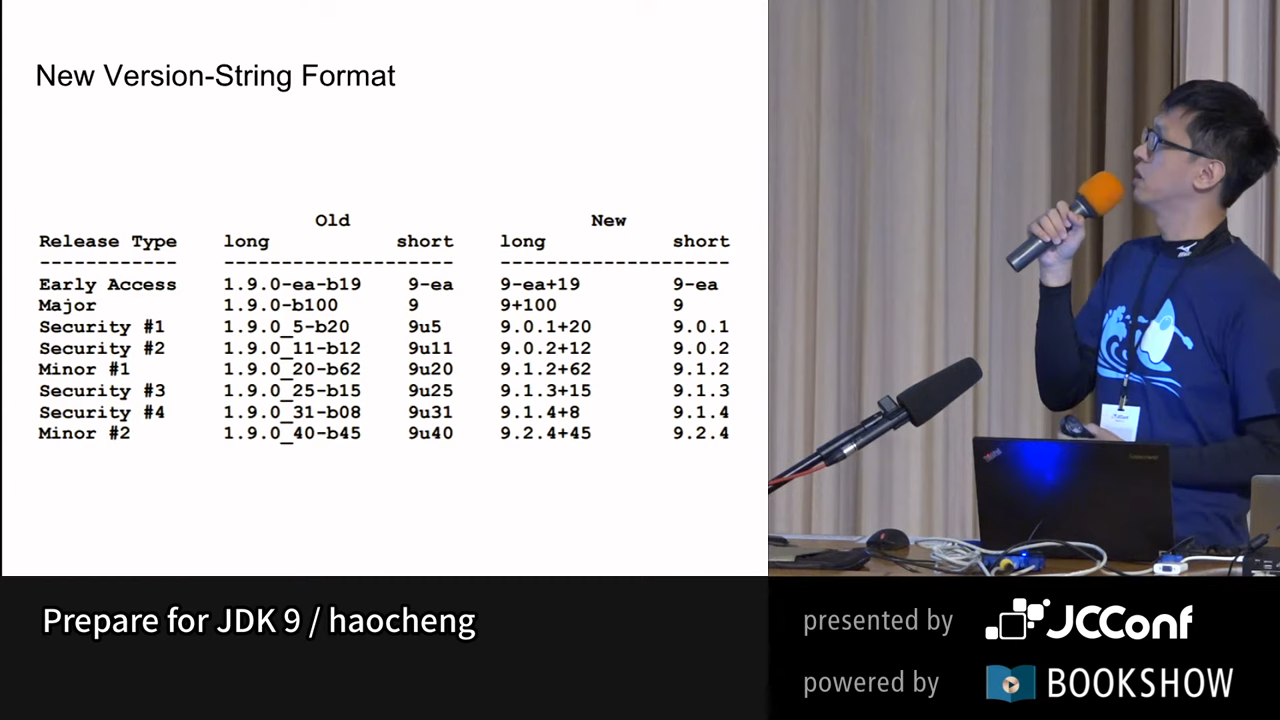 New Version-String Format
Old New
Release Type long short long short
------------ -------------------- --------------------
Early Access 1.9.0-ea-b19 9-ea 9-ea+19 9-ea
Major 1.9.0-b100 9 9+100 9
Security #1 1.9.0_5-b20 9u5 9.0.1+20 9.0.1
Security #2 1.9.0_11-b12 9u11 9.0.2+12 9.0.2
Minor #1 1.9.0_20-b62 9u20 9.1.2+62 9.1.2
Security #3 1.9.0_25-b15 9u25 9.1.3+15 9.1.3
Security #4 1.9.0_31-b08 9u31 9.1.4+8 9.1.4
Minor #2 1.9.0_40-b45 9u40 9.2.4+45 9.2.4
Prepare for JDK 9 / haocheng
presented by JCConf
powered by BOOKSHOW